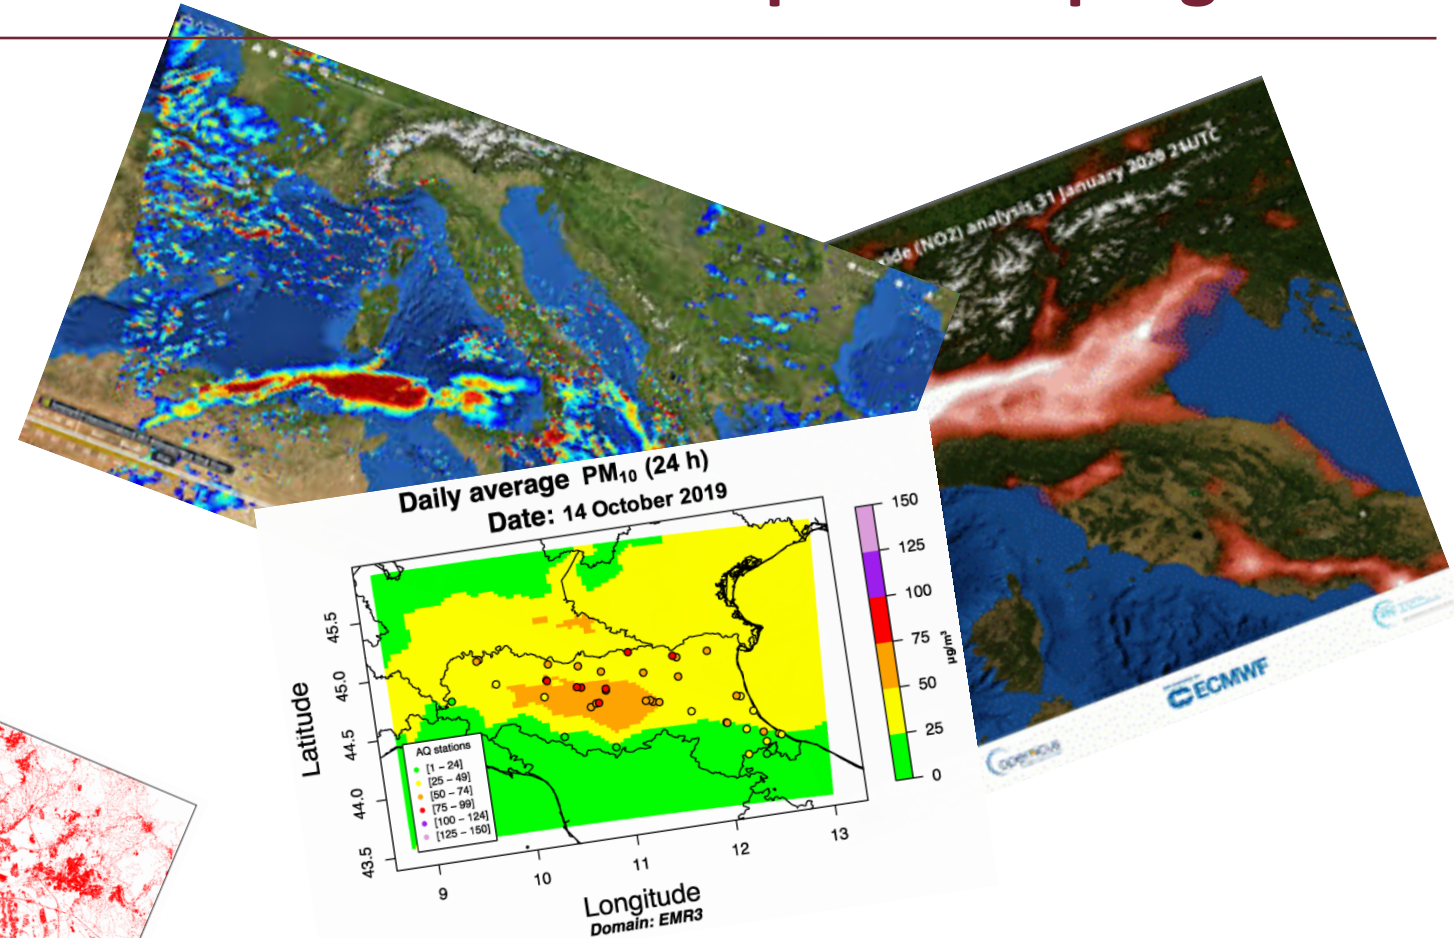 ide (NO2) analysis 31 January 2020 21UTC
Daily average PM₁₀ (24 h)
Date: 14 October 2019
150
125
100
75
50
25
0
µg/m³
Latitude
45.5
45.0
44.5
44.0
43.5
AQ stations
[1 – 24]
[25 – 49]
[50 – 74]
[75 – 99]
[100 – 124]
[125 – 150]
9
10
11
12
13
Longitude
Domain: EMR3
ECMWF
opernicus